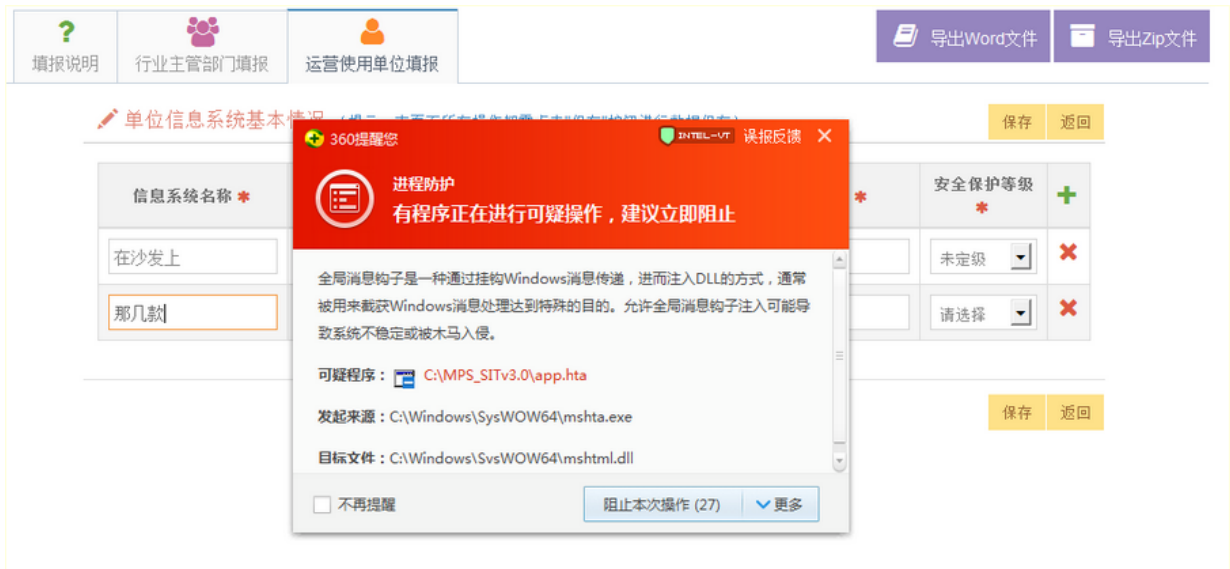 ?
填报说明
行业主管部门填报
运营使用单位填报
导出Word文件
导出Zip文件
单位信息系统基本
保存 返回
360提醒您
INTEL-VT 误报反馈
进程防护
有程序正在进行可疑操作，建议立即阻止
信息系统名称 *
*
安全保护等级
*
在沙发上
未定级
那几款
请选择
全局消息钩子是一种通过挂钩Windows消息传递，进而注入DLL的方式，通常
被用来截获Windows消息处理达到特殊的目的。允许全局消息钩子注入可能导
致系统不稳定或被木马入侵。
可疑程序： C:\MPS_SITv3.0\app.hta
发起来源：C:\Windows\SysWOW64\mshta.exe
目标文件：C:\Windows\SysWOW64\mshtml.dll
保存 返回
不再提醒
阻止本次操作 (27) 更多